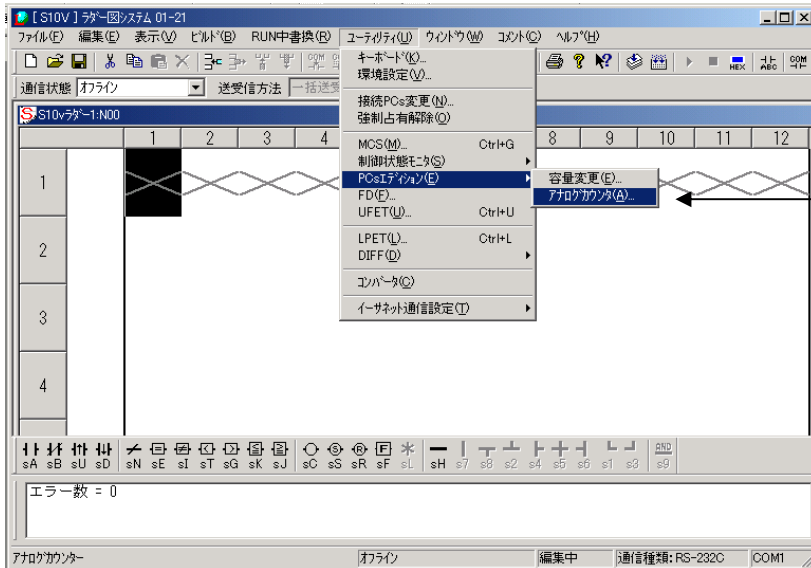 [S10V] ラダー図システム 01-21
ファイル(F) 編集(E) 表示(V) ビルド(B) RUN中書換(R) ユーティリティ(U) ウィンドウ(W) コメント(C) ヘルプ(H)
通信状態 オフライン 送受信方法 一括送受
S10vラダー1:N00
1 2 3 4 8 9 10 11 12
キーボード(K)...
環境設定(V)...
接続PCs変更(N)...
強制占有解除(O)
MCS(M)... Ctrl+G
制御状態モニタ(S)
PCsエディション(E)
FD(F)...
UFET(U)... Ctrl+U
LPET(L)... Ctrl+L
DIFF(D)
コンバータ(C)
イーサネット通信設定(T)
容量変更(E)...
アナログカウンタ(A)...
HEX ABC COM
1
2
3
4
sA sB sU sD sN sE sI sT sG sK sJ sC sS sR sF sL sH s7 s8 s2 s4 s5 s6 s1 s3 s9
AND
エラー数 = 0
アナログカウンター オフライン 編集中 通信種類: RS-232C COM1